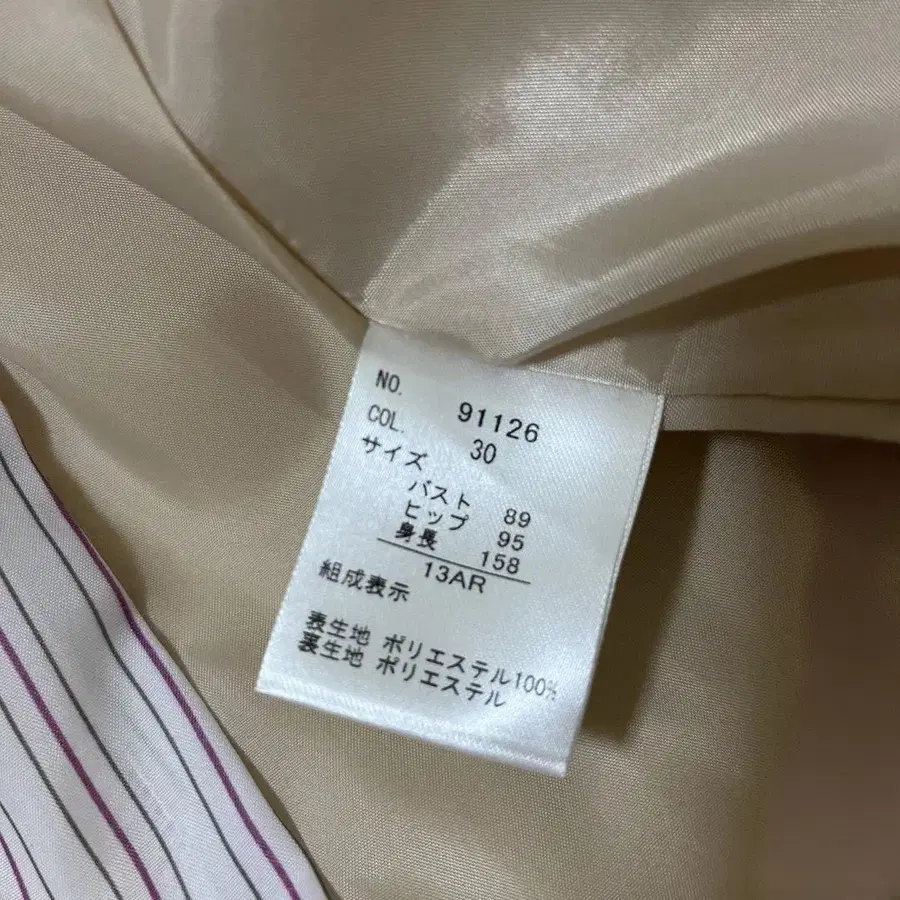 NO. 91126
COL. 30
サイズ
バスト 89
ヒップ 95
身長 158
13AR
組成表示
表生地 ポリエステル100%
裏生地 ポリエステル